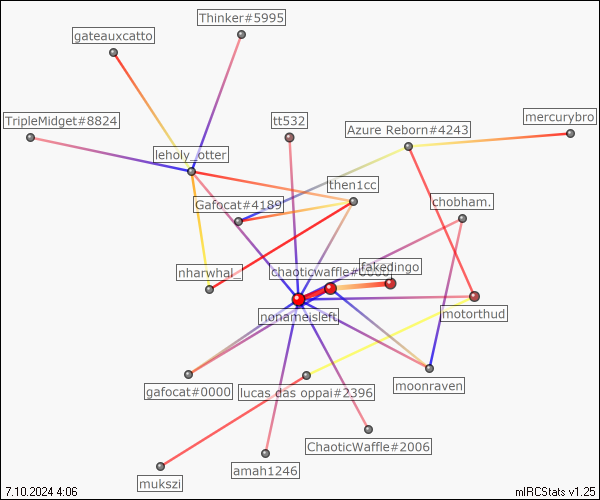 Thinker#5995
gateauxcatto
TripleMidget#8824
tt532
mercurybro
Azure Reborn#4243
leholy_otter
then1cc
chobham.
Gafocat#4189
fakedingo
nharwhal_
chaoticwaffle#0000
motorthud
nonameisleft
gafocat#0000
lucas das oppai#2396
moonraven
ChaoticWaffle#2006
amah1246
mukszi
7.10.2024 4:06
mIRCStats v1.25